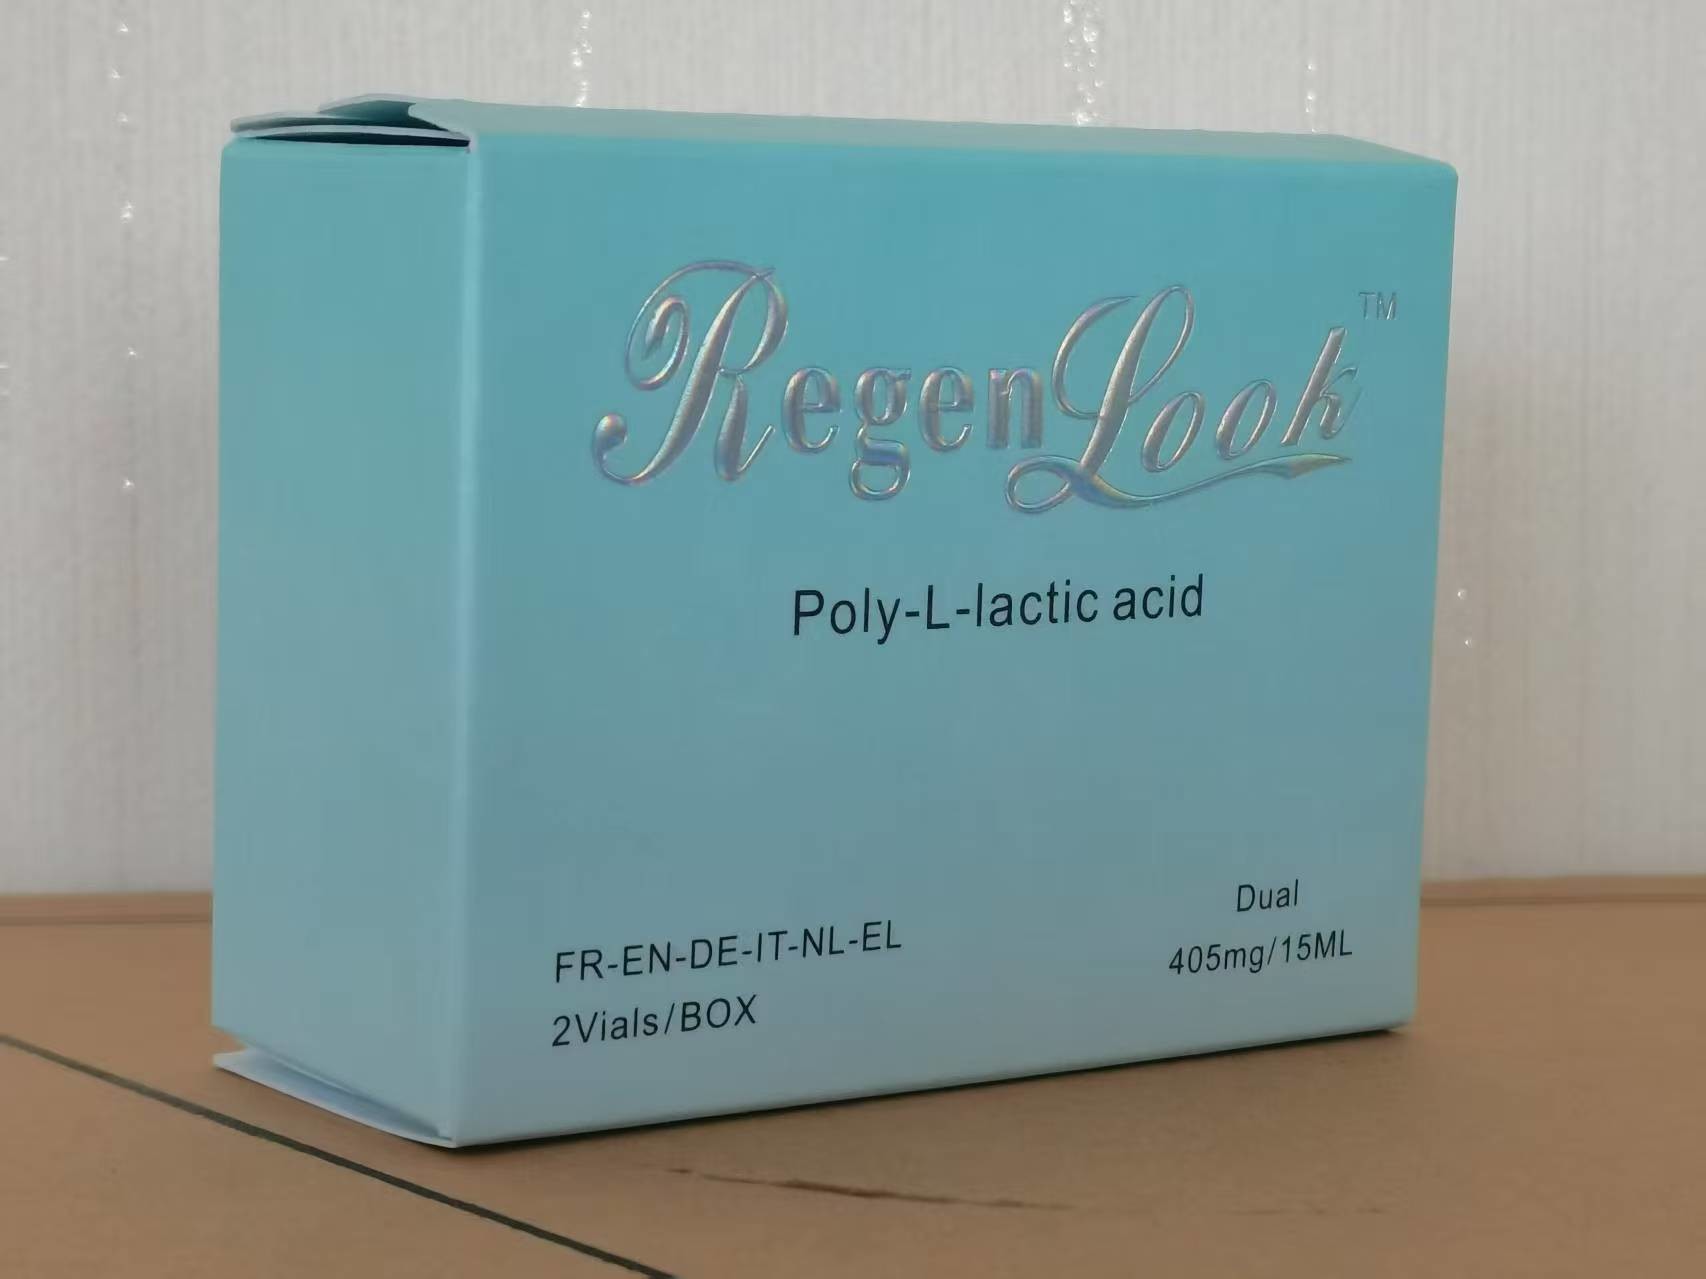 RegenLook™
Poly-L-lactic acid
FR-EN-DE-IT-NL-EL
2Vials/BOX
Dual
405mg/15ML